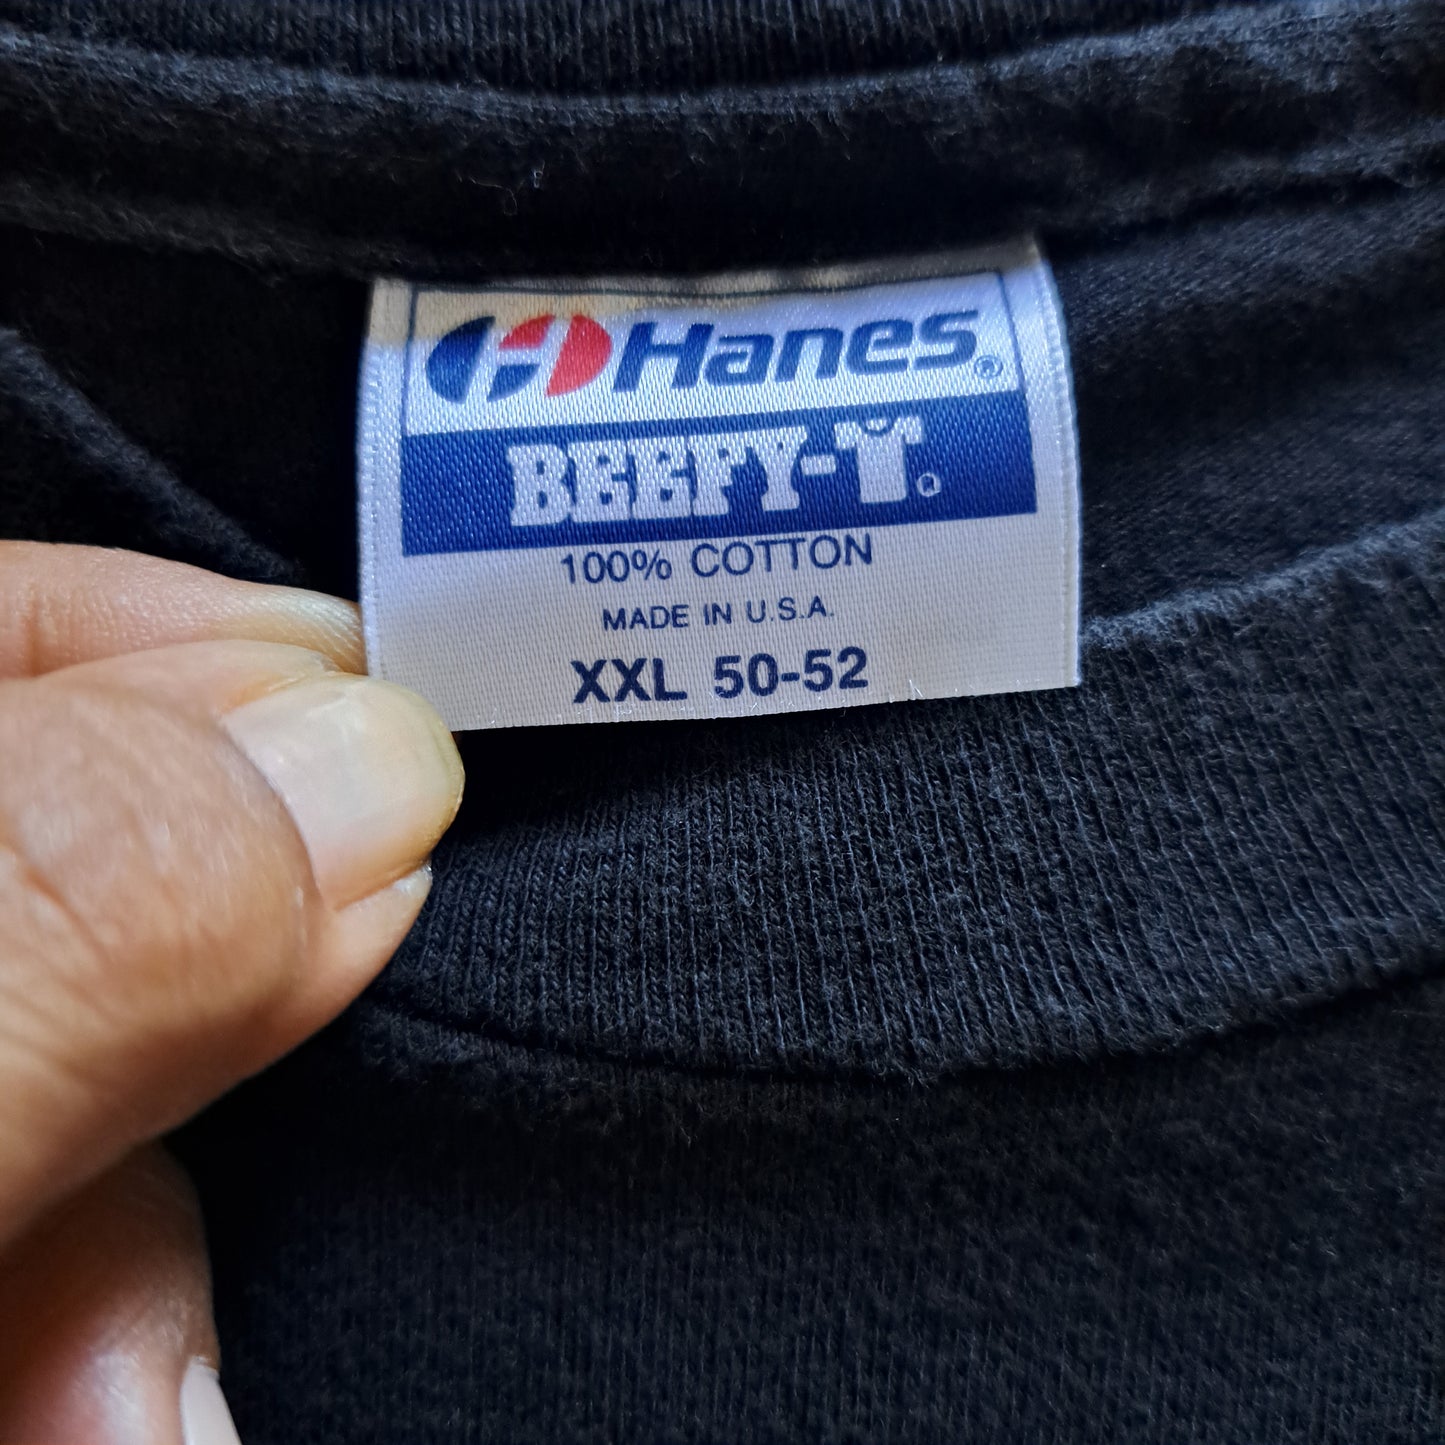 Hanes®
BEEFY-T®
100% COTTON
MADE IN U.S.A.
XXL 50-52